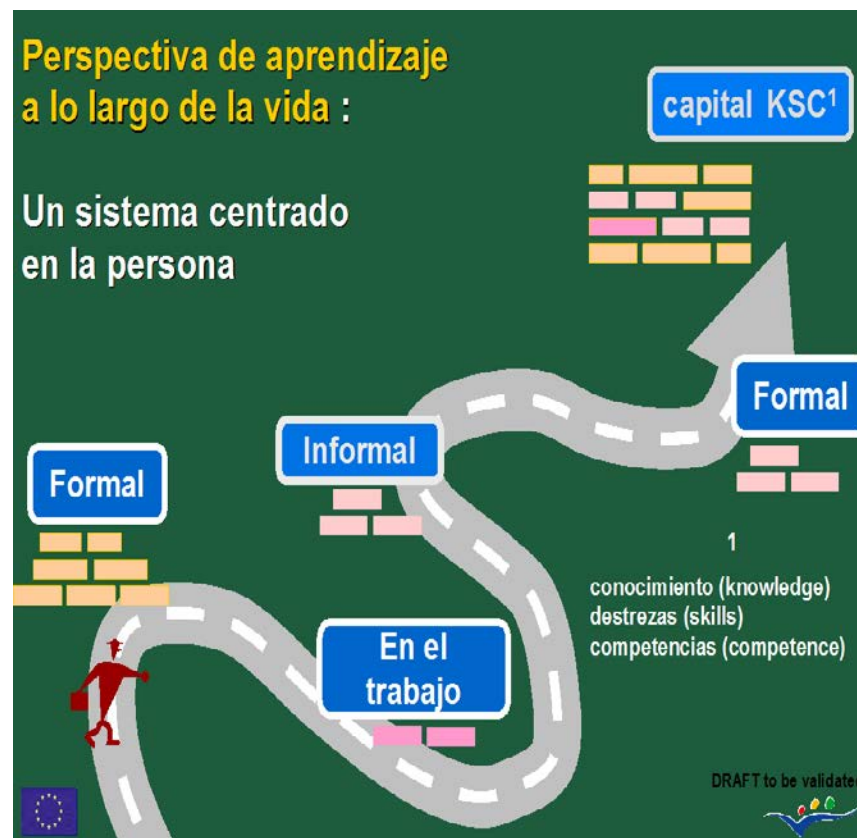 Perspectiva de aprendizaje
a lo largo de la vida :
capital KSC¹
Un sistema centrado
en la persona
Formal
Informal
Formal
1
conocimiento (knowledge)
destrezas (skills)
competencias (competence)
En el
trabajo
DRAFT to be validate